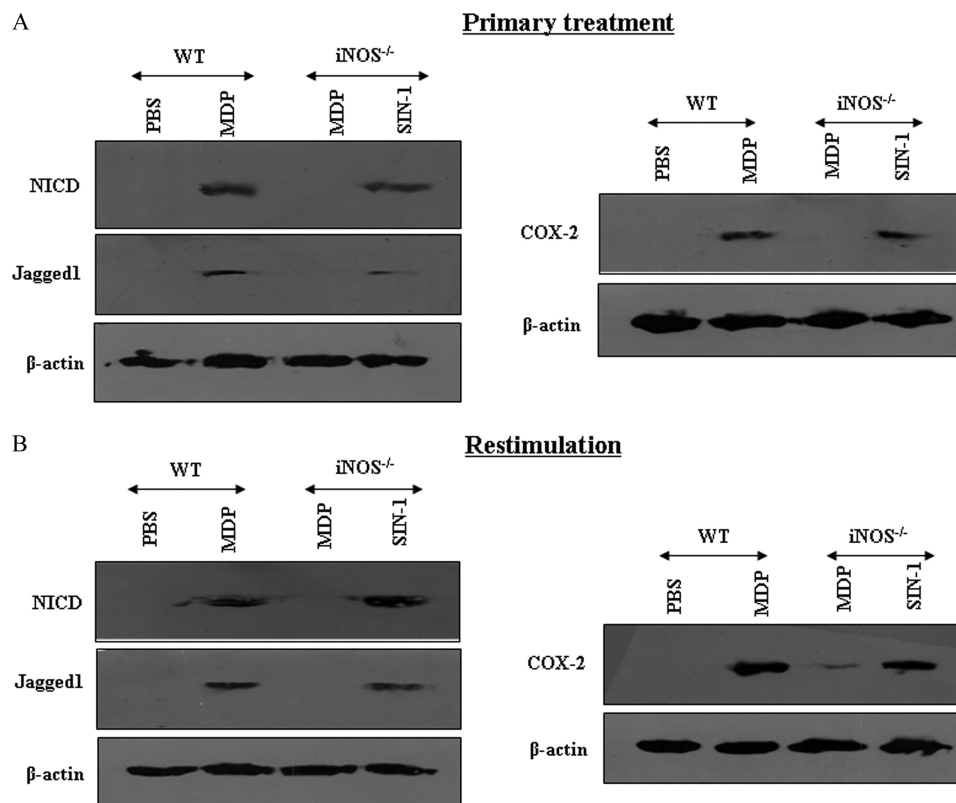 A
Primary treatment
WT
iNOS-/-
PBS
MDP
MDP
SIN-1
NICD
Jagged1
β-actin
WT
iNOS-/-
PBS
MDP
MDP
SIN-1
COX-2
β-actin
B
Restimulation
WT
iNOS-/-
PBS
MDP
MDP
SIN-1
NICD
Jagged1
β-actin
WT
iNOS-/-
PBS
MDP
MDP
SIN-1
COX-2
β-actin